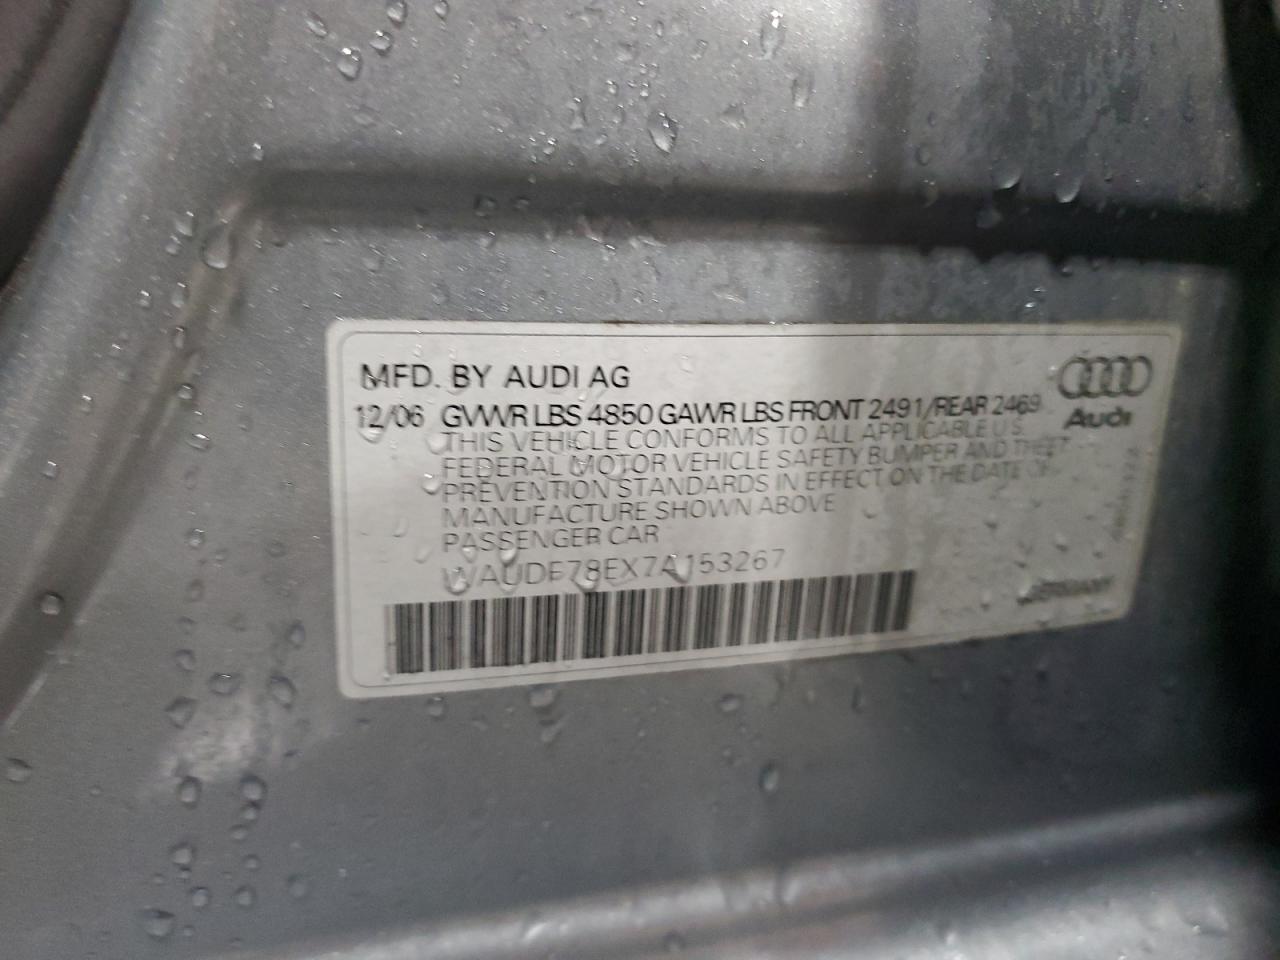 MFD. BY AUDI AG
12/06 GVWR LBS 4850 GAWR LBS FRONT 2491/REAR 2469
Audi
THIS VEHICLE CONFORMS TO ALL APPLICABLE U.S.
FEDERAL MOTOR VEHICLE SAFETY BUMPER AND THEFT
PREVENTION STANDARDS IN EFFECT ON THE DATE OF
MANUFACTURE SHOWN ABOVE
PASSENGER CAR
WAUDF78EX7A153267
GERMANY